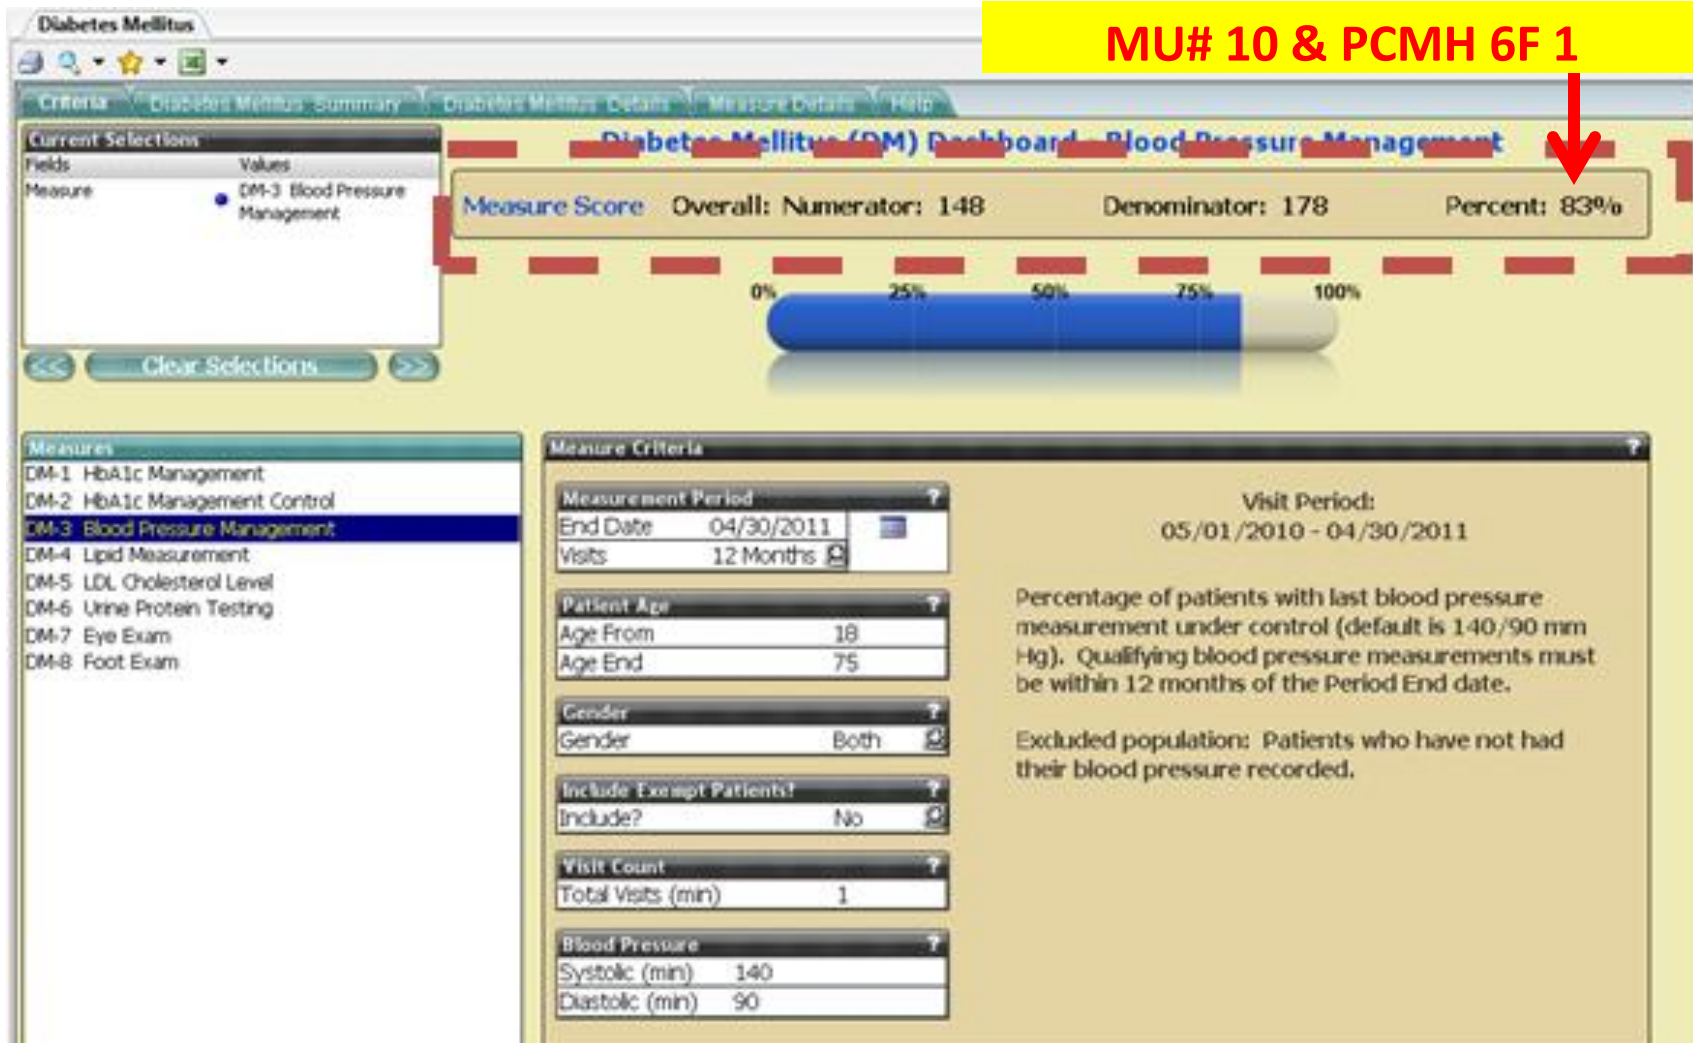 Diabetes Mellitus
MU# 10 & PCMH 6F 1
Criteria
Diabetes Mellitus Summary
Diabetes Mellitus Details
Measure Details
Help
Current Selections
Fields Values
Measure DM-3 Blood Pressure
Management
Diabetes Mellitus (DM) Dashboard - Blood Pressure Management
Measure Score Overall: Numerator: 148 Denominator: 178 Percent: 83%
0% 25% 50% 75% 100%
<< Clear Selections >>
Measures
DM-1 HbA1c Management
DM-2 HbA1c Management Control
DM-3 Blood Pressure Management
DM-4 Lipid Measurement
DM-5 LDL Cholesterol Level
DM-6 Urine Protein Testing
DM-7 Eye Exam
DM-8 Foot Exam
Measure Criteria ?
Measurement Period ?
End Date 04/30/2011
Visits 12 Months
Patient Age ?
Age From 18
Age End 75
Gender ?
Gender Both
Include Exempt Patients? ?
Include? No
Visit Count ?
Total Visits (min) 1
Blood Pressure ?
Systolic (min) 140
Diastolic (min) 90
Visit Period:
05/01/2010 - 04/30/2011
Percentage of patients with last blood pressure
measurement under control (default is 140/90 mm
Hg). Qualifying blood pressure measurements must
be within 12 months of the Period End date.
Excluded population: Patients who have not had
their blood pressure recorded.